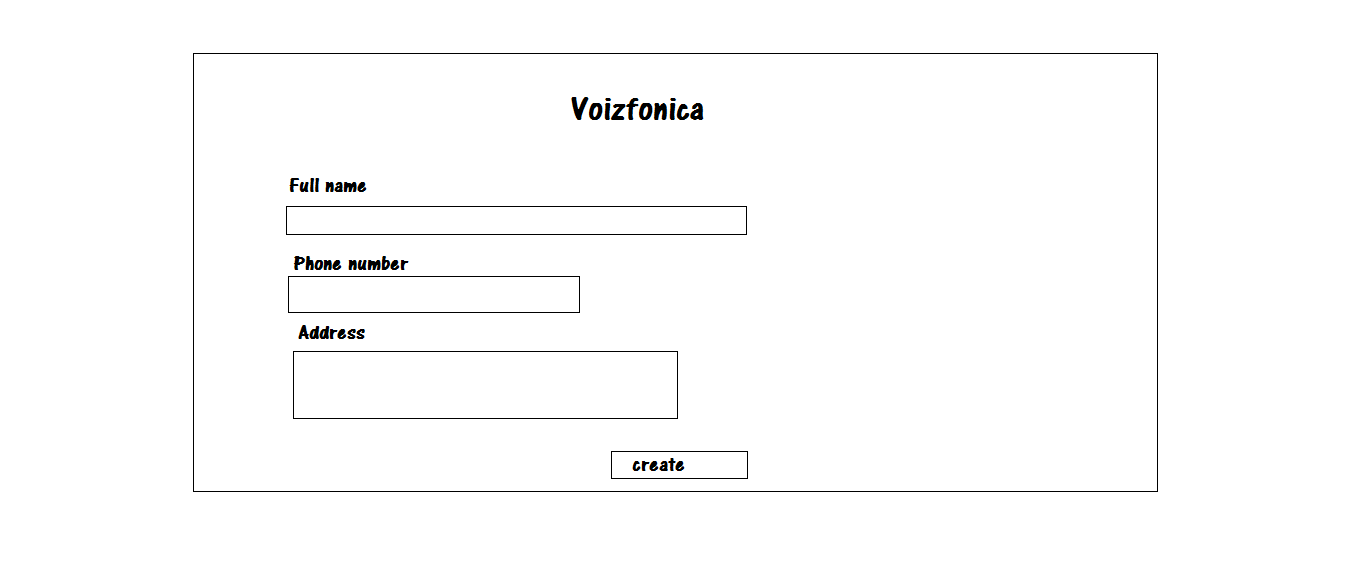 Voizfonica
Full name
Phone number
Address
create